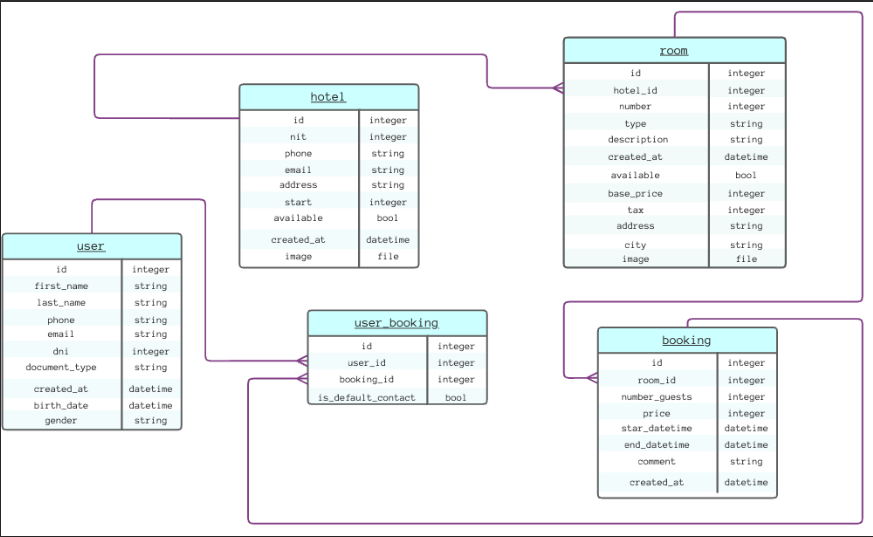 room
id integer
hotel_id integer
number integer
type string
description string
created_at datetime
available bool
base_price integer
tax integer
address string
city string
image file
hotel
id integer
nit integer
phone string
email string
address string
start integer
available bool
created_at datetime
image file
user
id integer
first_name string
last_name string
phone string
email string
dni integer
document_type string
created_at datetime
birth_date datetime
gender string
user_booking
id integer
user_id integer
booking_id integer
is_default_contact bool
booking
id integer
room_id integer
number_guests integer
price integer
star_datetime datetime
end_datetime datetime
comment string
created_at datetime